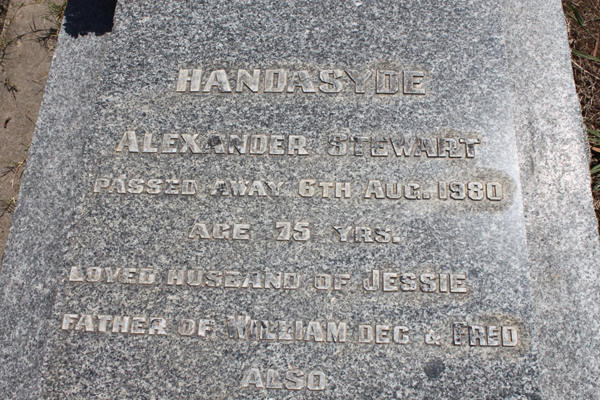 HANDASYDE
ALEXANDER STEWART
PASSED AWAY 6TH AUG. 1980
AGE 75 YRS.
LOVED HUSBAND OF JESSIE
FATHER OF WILLIAM DEC & FRED
ALSO